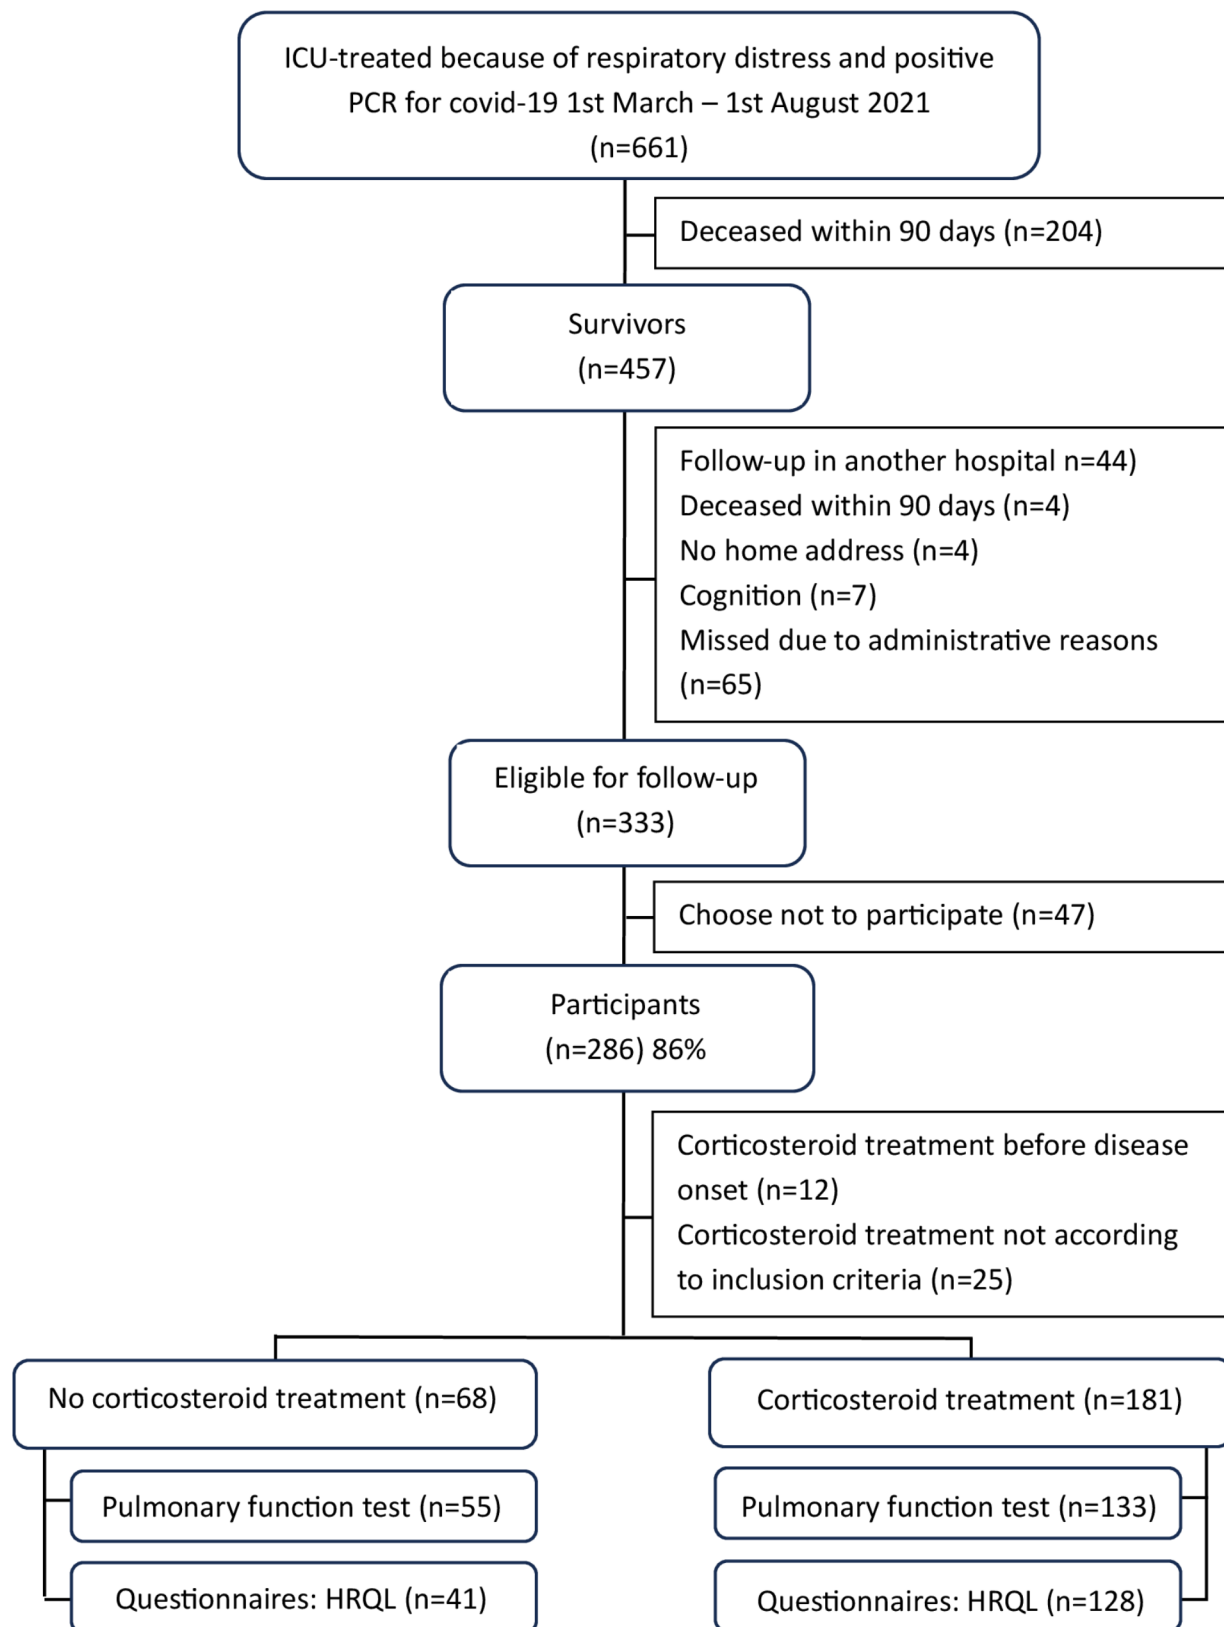 ICU-treated because of respiratory distress and positive
PCR for covid-19 1st March – 1st August 2021
(n=661)
Deceased within 90 days (n=204)
Survivors
(n=457)
Follow-up in another hospital n=44)
Deceased within 90 days (n=4)
No home address (n=4)
Cognition (n=7)
Missed due to administrative reasons
(n=65)
Eligible for follow-up
(n=333)
Choose not to participate (n=47)
Participants
(n=286) 86%
Corticosteroid treatment before disease
onset (n=12)
Corticosteroid treatment not according
to inclusion criteria (n=25)
No corticosteroid treatment (n=68)
Corticosteroid treatment (n=181)
Pulmonary function test (n=55)
Pulmonary function test (n=133)
Questionnaires: HRQL (n=41)
Questionnaires: HRQL (n=128)